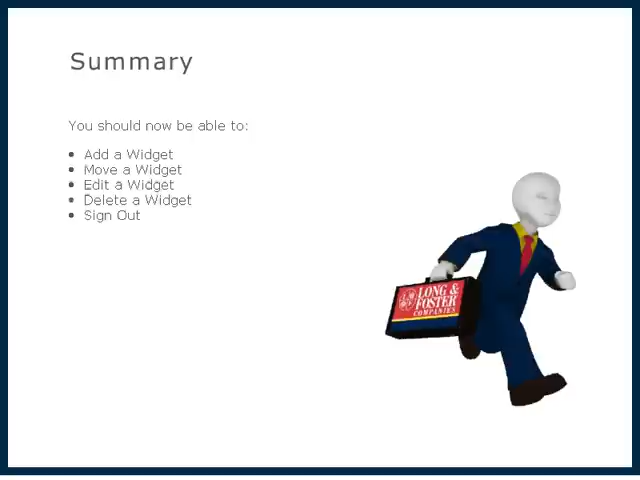 Summary
You should now be able to:
• Add a Widget
• Move a Widget
• Edit a Widget
• Delete a Widget
• Sign Out
LONG &
FOSTER
COMPANIES